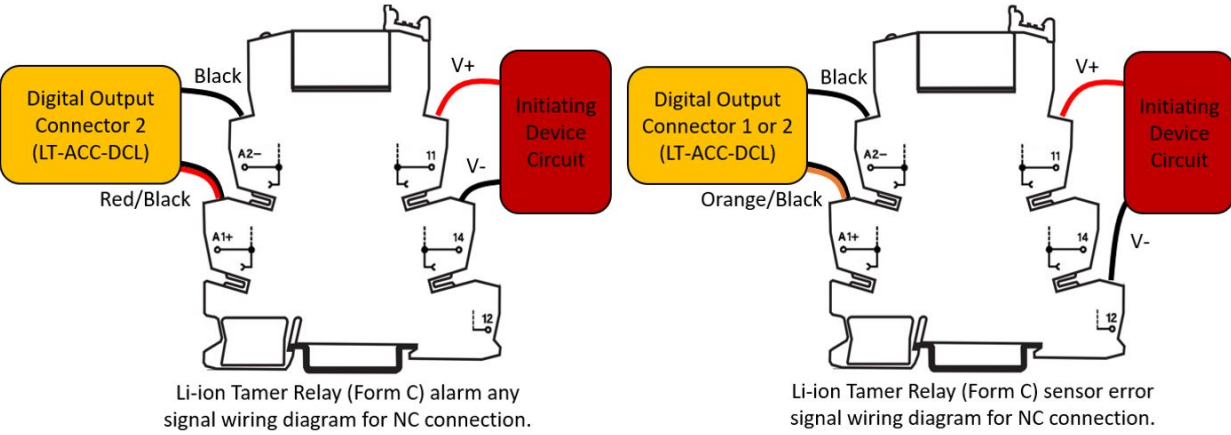 Black
Digital Output
Connector 2
(LT-ACC-DCL)
Red/Black
A2−
A1+
11
14
12
V+
V-
Initiating
Device
Circuit
Li-ion Tamer Relay (Form C) alarm any
signal wiring diagram for NC connection.
Black
Digital Output
Connector 1 or 2
(LT-ACC-DCL)
Orange/Black
A2−
A1+
11
14
12
V+
V-
Initiating
Device
Circuit
Li-ion Tamer Relay (Form C) sensor error
signal wiring diagram for NC connection.